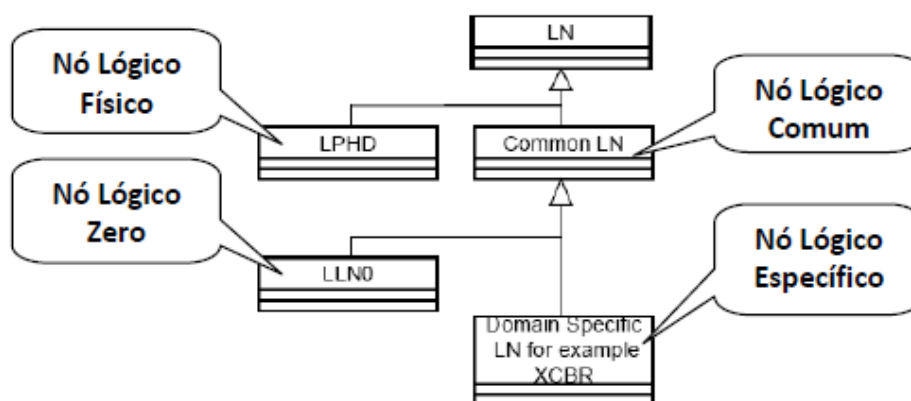 LN
Nó Lógico
Físico
Nó Lógico
Comum
LPHD
Common LN
Nó Lógico
Zero
LLN0
Nó Lógico
Específico
Domain Specific
LN for example
XCBR